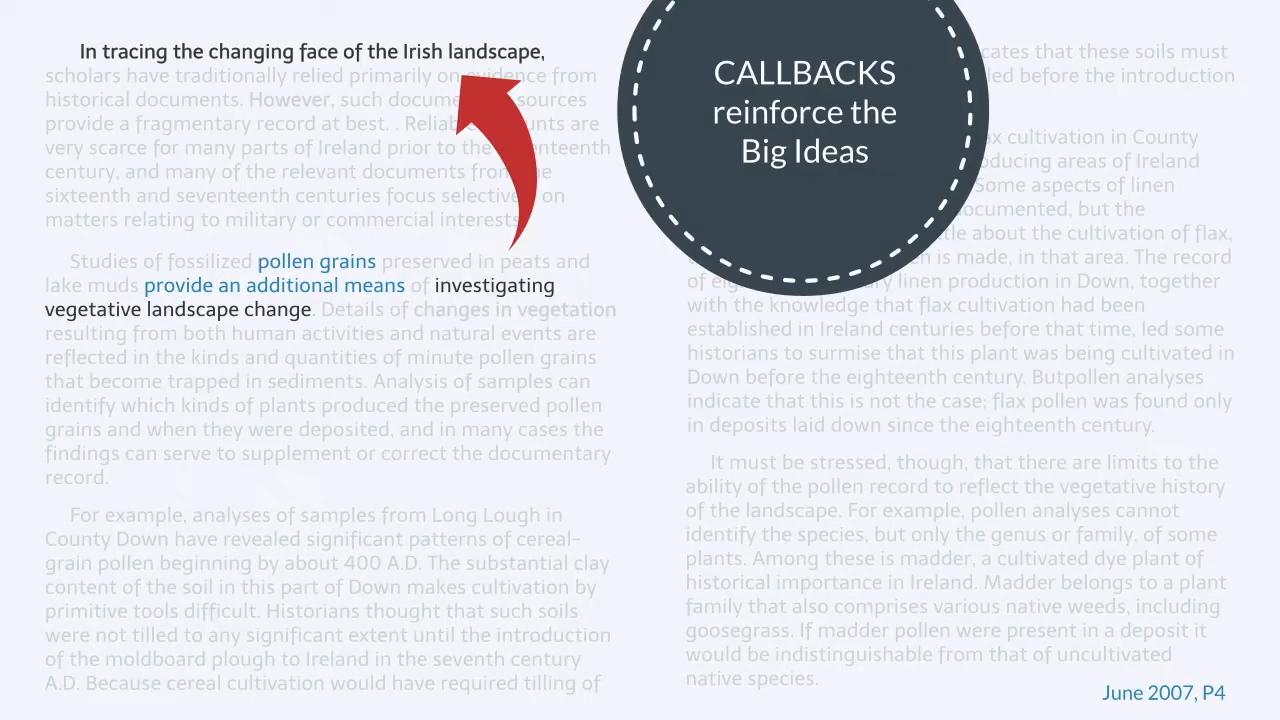 In tracing the changing face of the Irish landscape,
scholars have traditionally relied primarily on evidence from
historical documents. However, such sources
provide a fragmentary record at best. . are
very scarce for many parts of Ireland prior to the
century, and many of the relevant documents
sixteenth and seventeenth centuries focus on
matters relating to military or commercial interests
Studies of fossilized pollen grains preserved in peats and
lake muds provide an additional means of investigating
vegetative landscape change. Details of changes in vegetation
resulting from both human activities and natural events are
reflected in the kinds and quantities of minute pollen grains
that become trapped in sediments. Analysis of samples can
identify which kinds of plants produced the preserved pollen
grains and when they were deposited, and in many cases the
findings can serve to supplement or correct the documentary
record.
For example, analyses of samples from Long Lough in
County Down have revealed significant patterns of cereal-
grain pollen beginning by about 400 A.D. The substantial clay
content of the soil in this part of Down makes cultivation by
primitive tools difficult. Historians thought that such soils
were not tilled to any significant extent until the introduction
of the moldboard plough to Ireland in the seventh century
A.D. Because cereal cultivation would have required tilling of
CALLBACKS
reinforce the
Big Ideas
that these soils must
before the introduction
cultivation in County
areas of Ireland
Some aspects of linen
but the
about the cultivation of flax,
is made, in that area. The record
of linen production in Down, together
with the knowledge that flax cultivation had been
established in Ireland centuries before that time, led some
historians to surmise that this plant was being cultivated in
Down before the eighteenth century. Butpollen analyses
indicate that this is not the case; flax pollen was found only
in deposits laid down since the eighteenth century.
It must be stressed, though, that there are limits to the
ability of the pollen record to reflect the vegetative history
of the landscape. For example, pollen analyses cannot
identify the species, but only the genus or family, of some
plants. Among these is madder, a cultivated dye plant of
historical importance in Ireland. Madder belongs to a plant
family that also comprises various native weeds, including
goosegrass. If madder pollen were present in a deposit it
would be indistinguishable from that of uncultivated
native species.
June 2007, P4